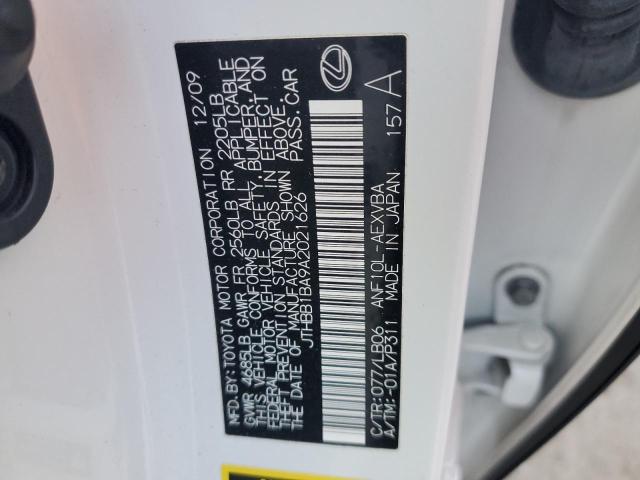 MFD. BY: TOYOTA MOTOR CORPORATION 12/09
GVWR 4685LB GAWR FR 2560LB RR 2205LB
THIS VEHICLE CONFORMS TO ALL APPLICABLE
FEDERAL MOTOR VEHICLE SAFETY, BUMPER, AND
THEFT PREVENTION STANDARDS IN EFFECT ON
THE DATE OF MANUFACTURE SHOWN ABOVE.
JTHBB1BA9A2021626 PASS. CAR
C/TR: 077/LB06 ANF10L-AEXVBA 157A
A/TM: -01A/P311 MADE IN JAPAN